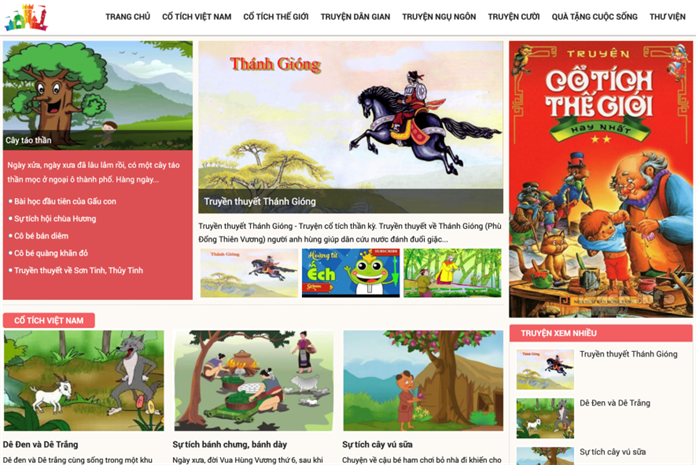 TRANG CHỦ CỔ TÍCH VIỆT NAM CỔ TÍCH THẾ GIỚI TRUYỆN DÂN GIAN TRUYỆN NGỤ NGÔN TRUYỆN CƯỜI QUÀ TẶNG CUỘC SỐNG THƯ VIỆN
Cây táo thần
Ngày xửa, ngày xưa đã lâu lắm rồi, có một cây táo
thần mọc ở ngoại ô thành phố. Hàng ngày...
Bài học đầu tiên của Gấu con
Sự tích hội chùa Hương
Cô bé bán diêm
Cô bé quàng khăn đỏ
Truyền thuyết về Sơn Tinh, Thủy Tinh
Thánh Gióng
Truyền thuyết Thánh Gióng
Truyền thuyết Thánh Gióng - Truyện cổ tích thần kỳ. Truyền thuyết về Thánh Gióng (Phù
Đổng Thiên Vương) người anh hùng giúp dân cứu nước đánh đuổi giặc...
Thánh Gióng
Hoàng tử
Ếch
TRUYỆN
CỔ TÍCH
THẾ GIỚI
HAY NHẤT
CỔ TÍCH VIỆT NAM
Dê Đen và Dê Trắng
Dê đen và Dê trắng cùng sống trong một khu
Sự tích bánh chưng, bánh dày
Ngày xưa, đời Vua Hùng Vương thứ 6, sau khi
Sự tích cây vú sữa
Chuyện về cậu bé ham chơi bỏ nhà đi khiến cho
TRUYỆN XEM NHIỀU
Thánh Gióng
Truyền thuyết Thánh Gióng
Dê Đen và Dê Trắng
Sự tích cây vú sữa